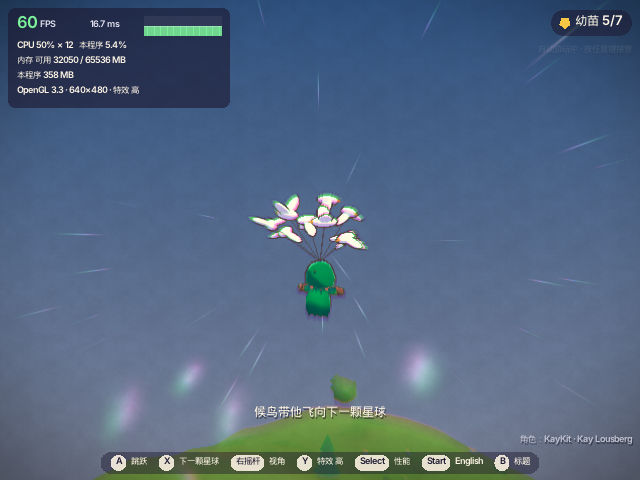 60 FPS 16.7 ms
CPU 50% × 12 本程序 5.4%
内存 可用 32050 / 65536 MB
本程序 358 MB
OpenGL 3.3 · 640×480 · 特效 高
幼苗 5/7
候鸟带他飞向下一颗星球
角色：KayKit · Kay Lousberg
A 跳跃 X 下一颗星球 右摇杆 视角 Y 特效 高 Select 性能 Start English B 标题